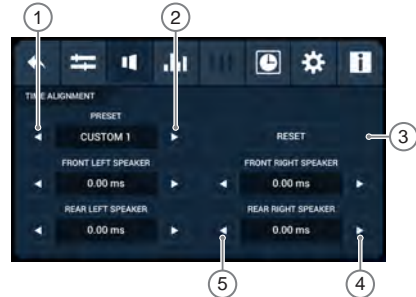 1 2
TIME ALIGNMENT
PRESET
CUSTOM 1
RESET
3
FRONT LEFT SPEAKER FRONT RIGHT SPEAKER
0.00 ms 0.00 ms
REAR LEFT SPEAKER REAR RIGHT SPEAKER
0.00 ms 0.00 ms
5 4